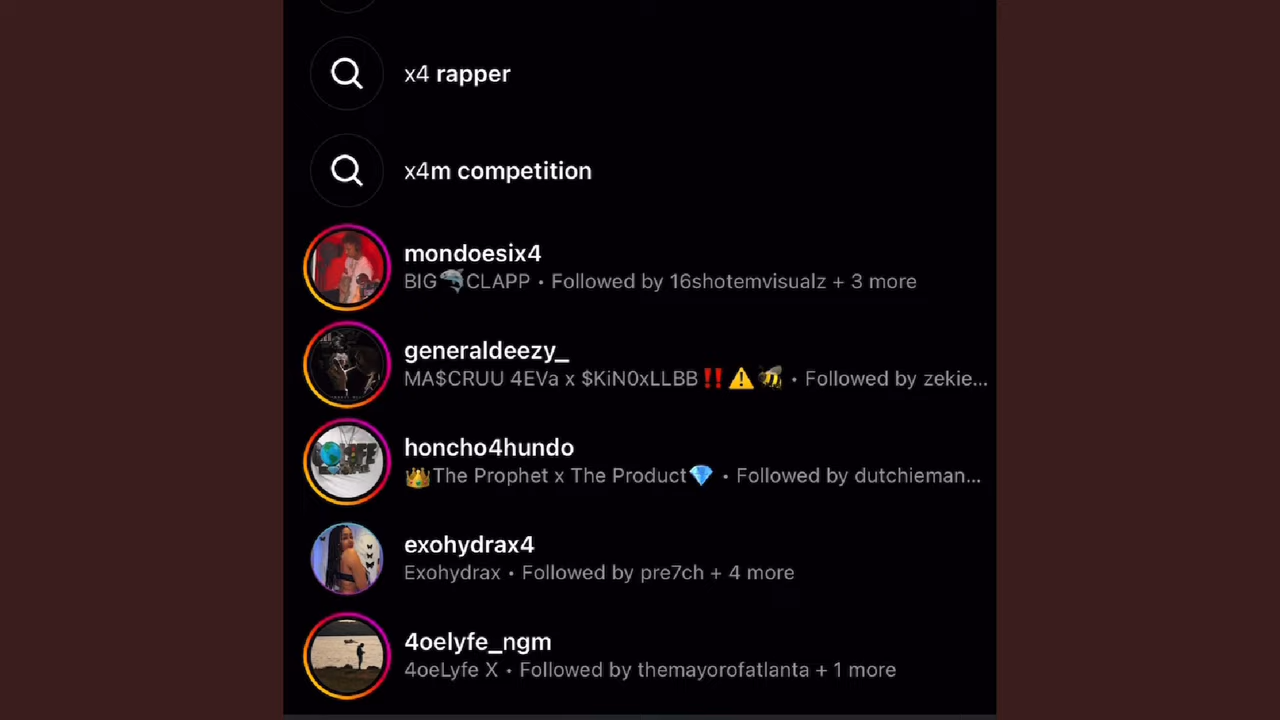 x4 rapper
x4m competition
mondoesix4
BIG🐬CLAPP • Followed by 16shotemvisualz + 3 more
generaldeezy_
MA$CRUU 4EVa x $KiN0xLLBB‼️⚠️🐝 • Followed by zekie...
honcho4hundo
👑The Prophet x The Product💎 • Followed by dutchieman...
exohydrax4
Exohydrax • Followed by pre7ch + 4 more
4oelyfe_ngm
4oeLyfe X • Followed by themayorofatlanta + 1 more